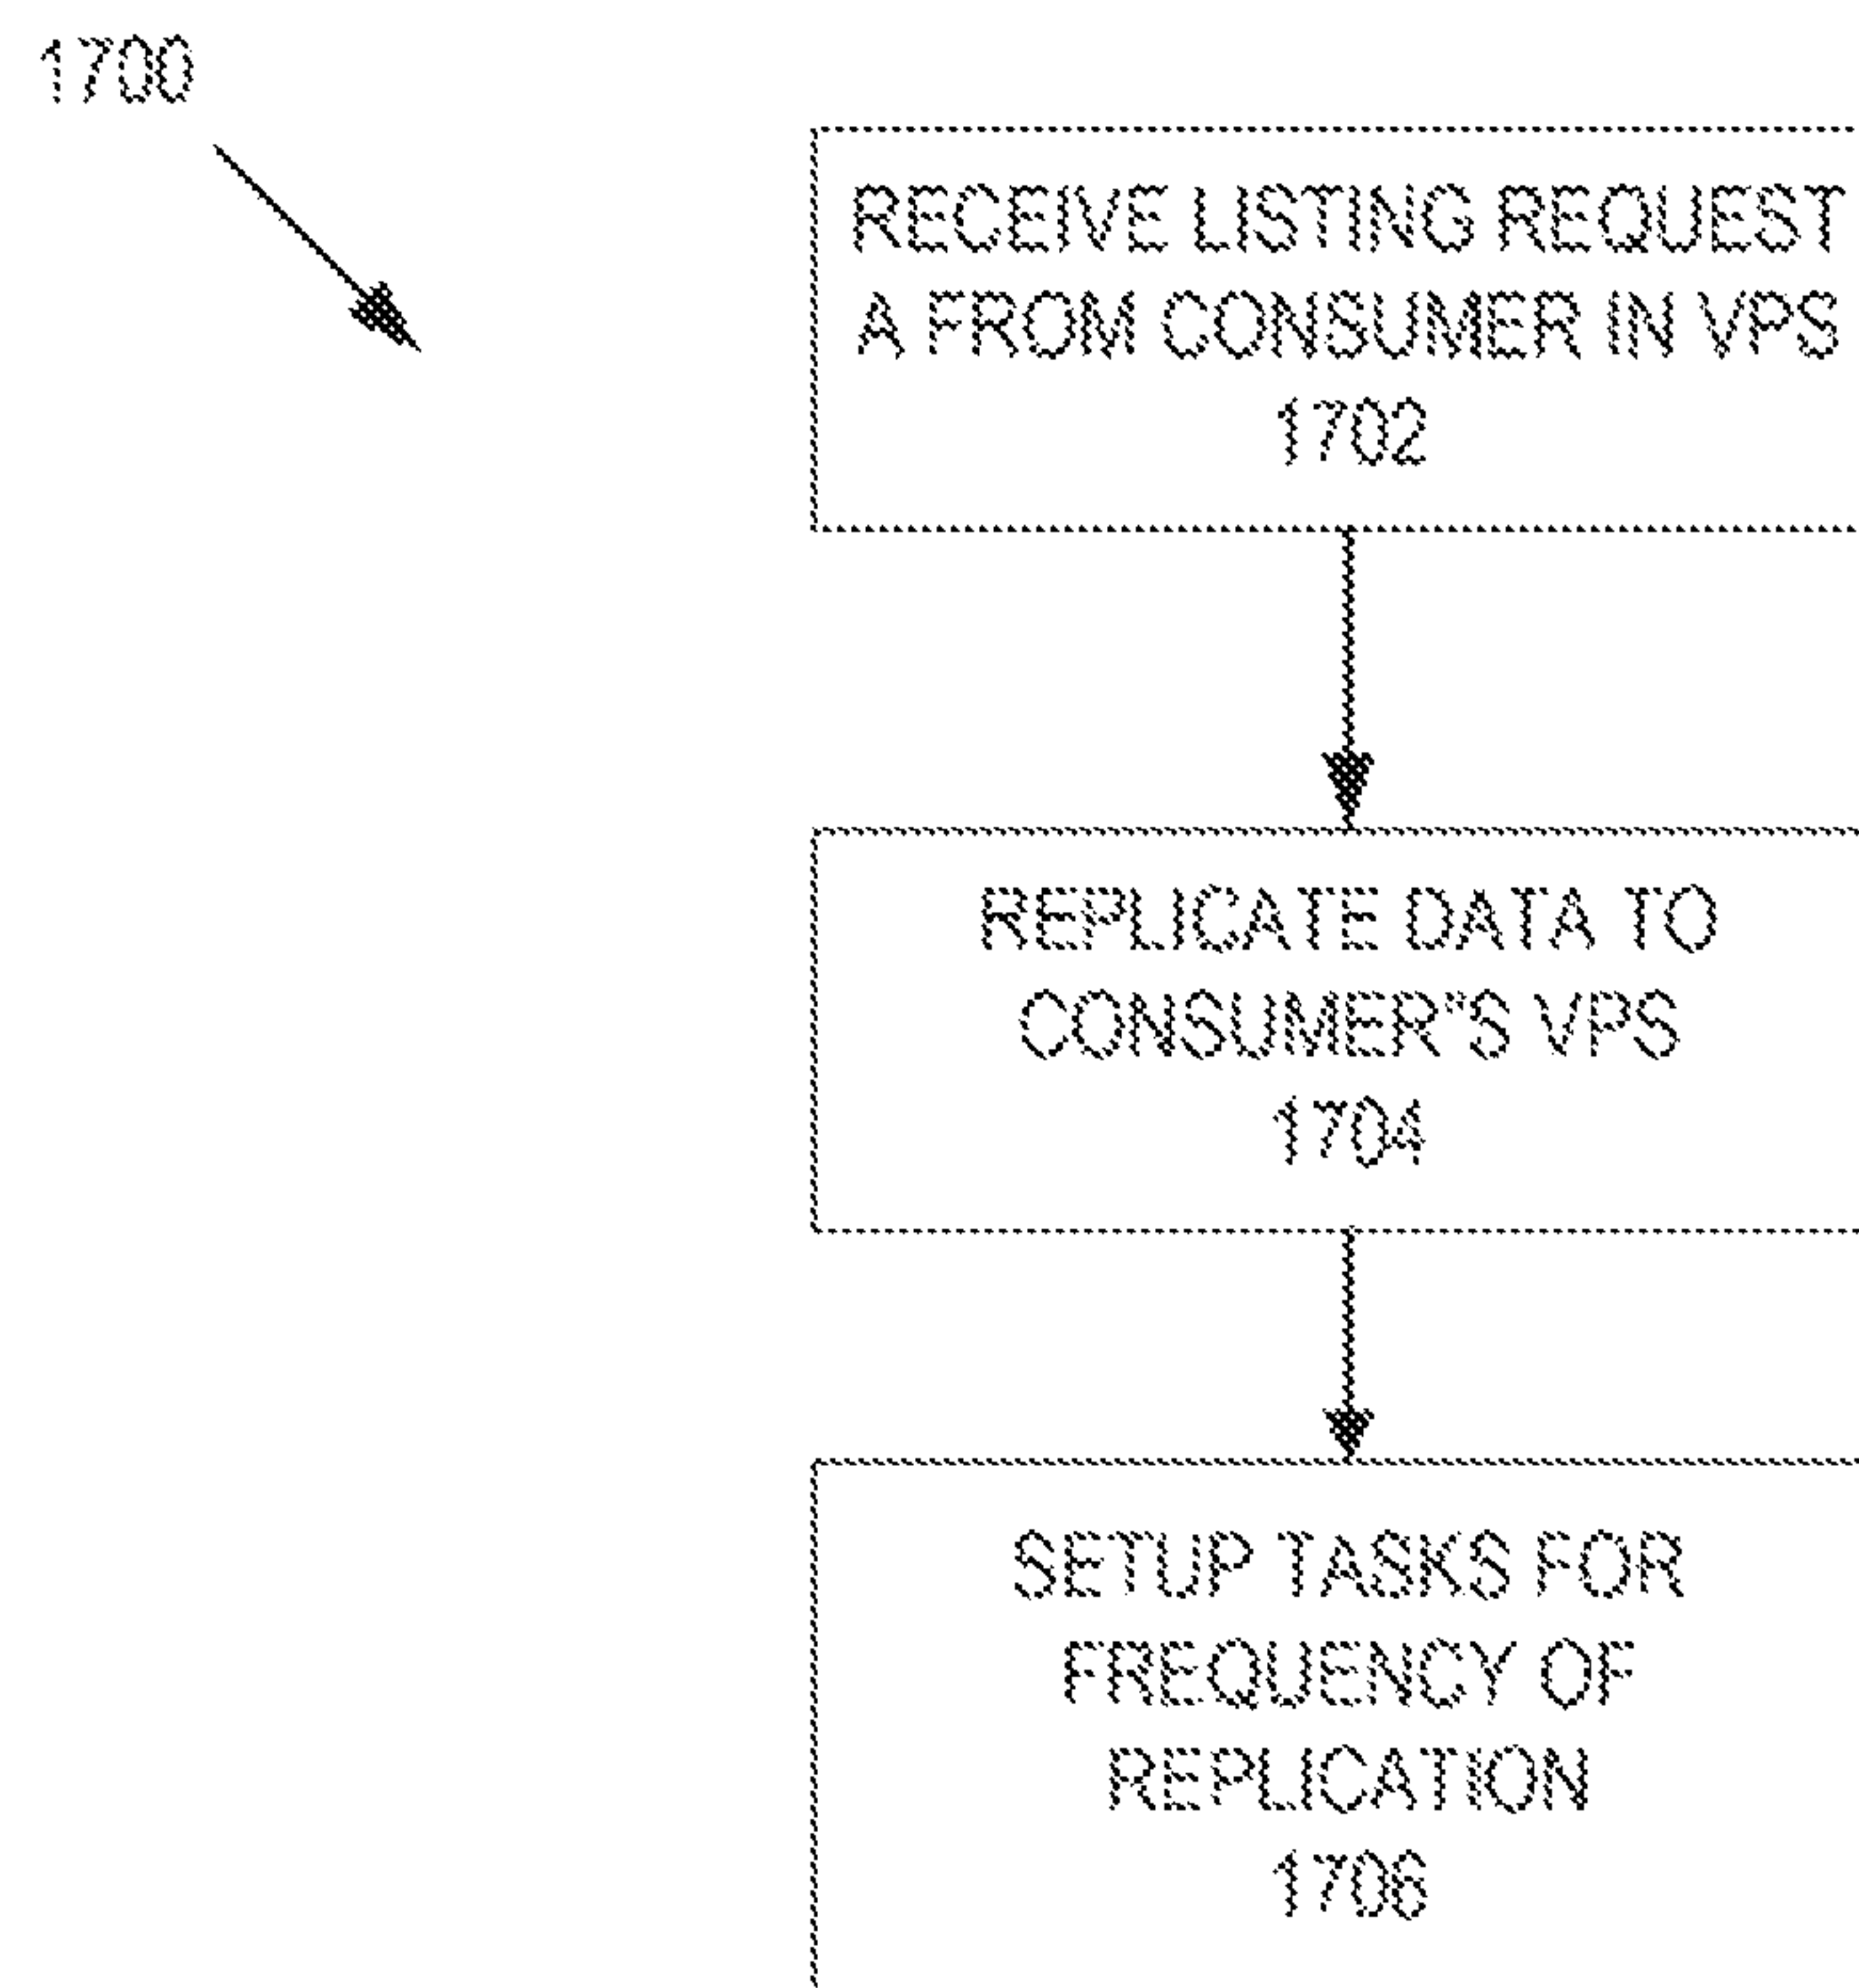 1700
RECEIVE LISTING REQUEST
A FROM CONSUMER IN VPS
1702
REPLICATE DATA TO
CONSUMER"S VPS
1704
SETUP TASKS FOR
FREQUENCY OF
REPLICATION
1706